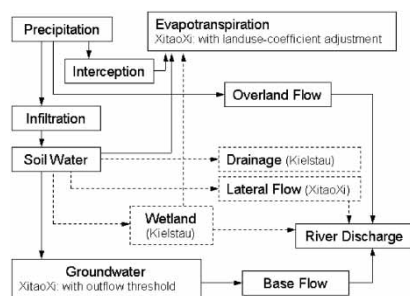 Precipitation
Evapotranspiration
XitaoXi: with landuse-coefficient adjustment
Interception
Overland Flow
Infiltration
Soil Water
Drainage (Kielstau)
Lateral Flow (XitaoXi)
Wetland
(Kielstau)
River Discharge
Groundwater
XitaoXi: with outflow threshold
Base Flow